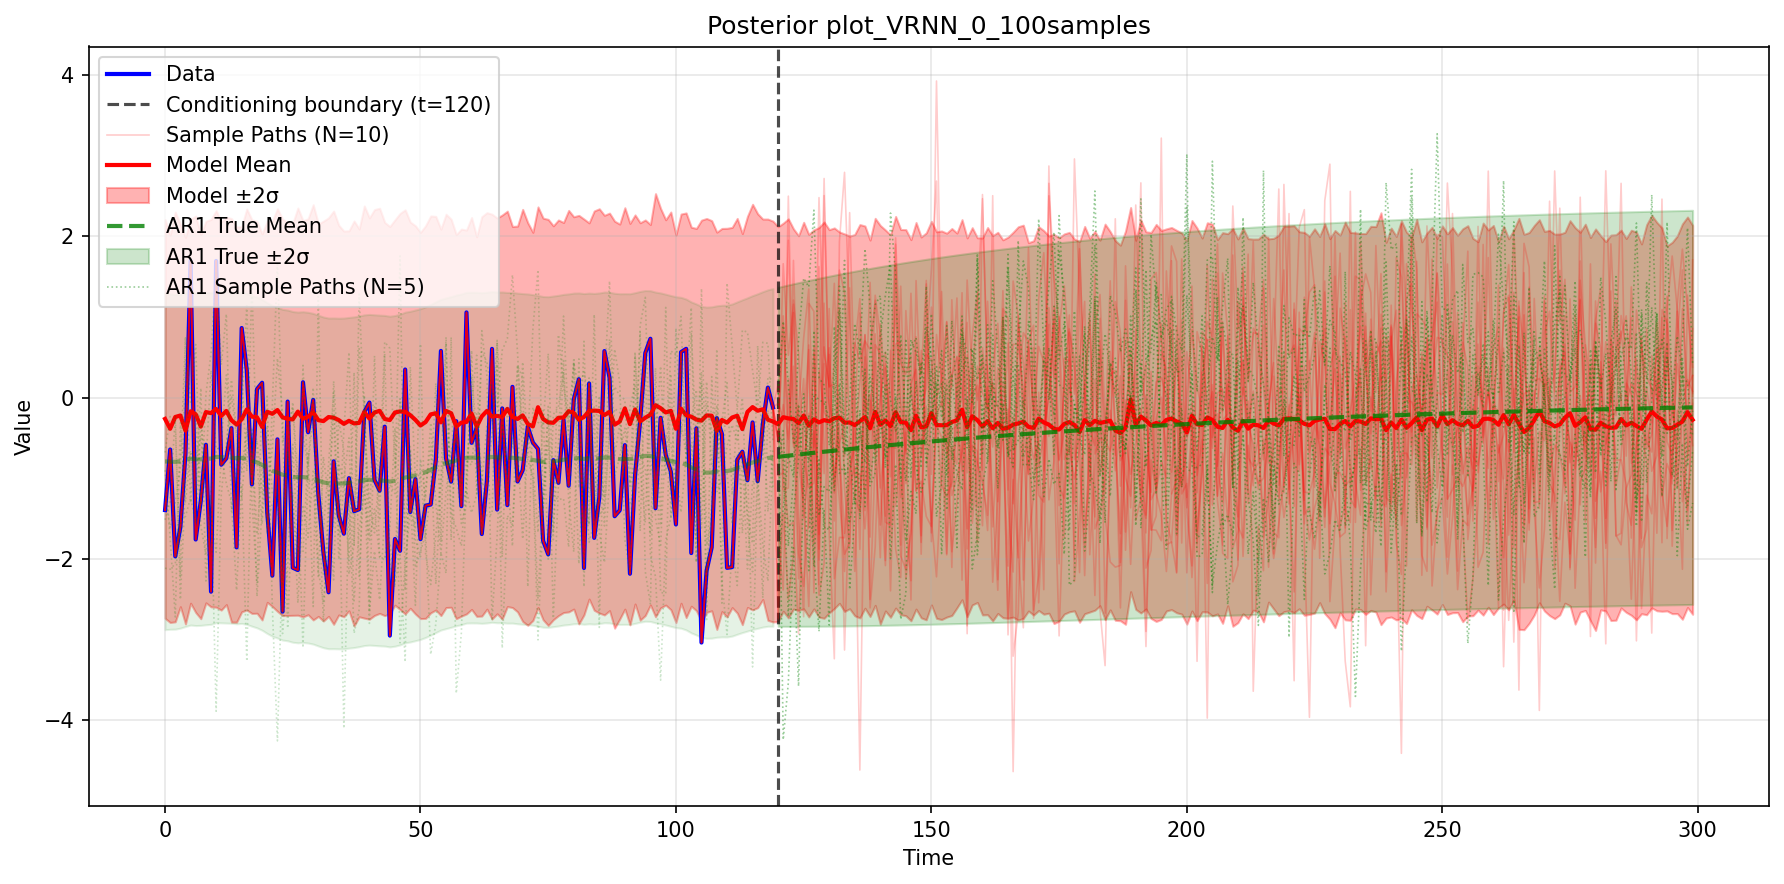 Posterior plot_VRNN_0_100samples
Data
Conditioning boundary (t=120)
Sample Paths (N=10)
Model Mean
Model ±2σ
AR1 True Mean
AR1 True ±2σ
AR1 Sample Paths (N=5)
4
2
0
−2
−4
Value
0
50
100
150
200
250
300
Time